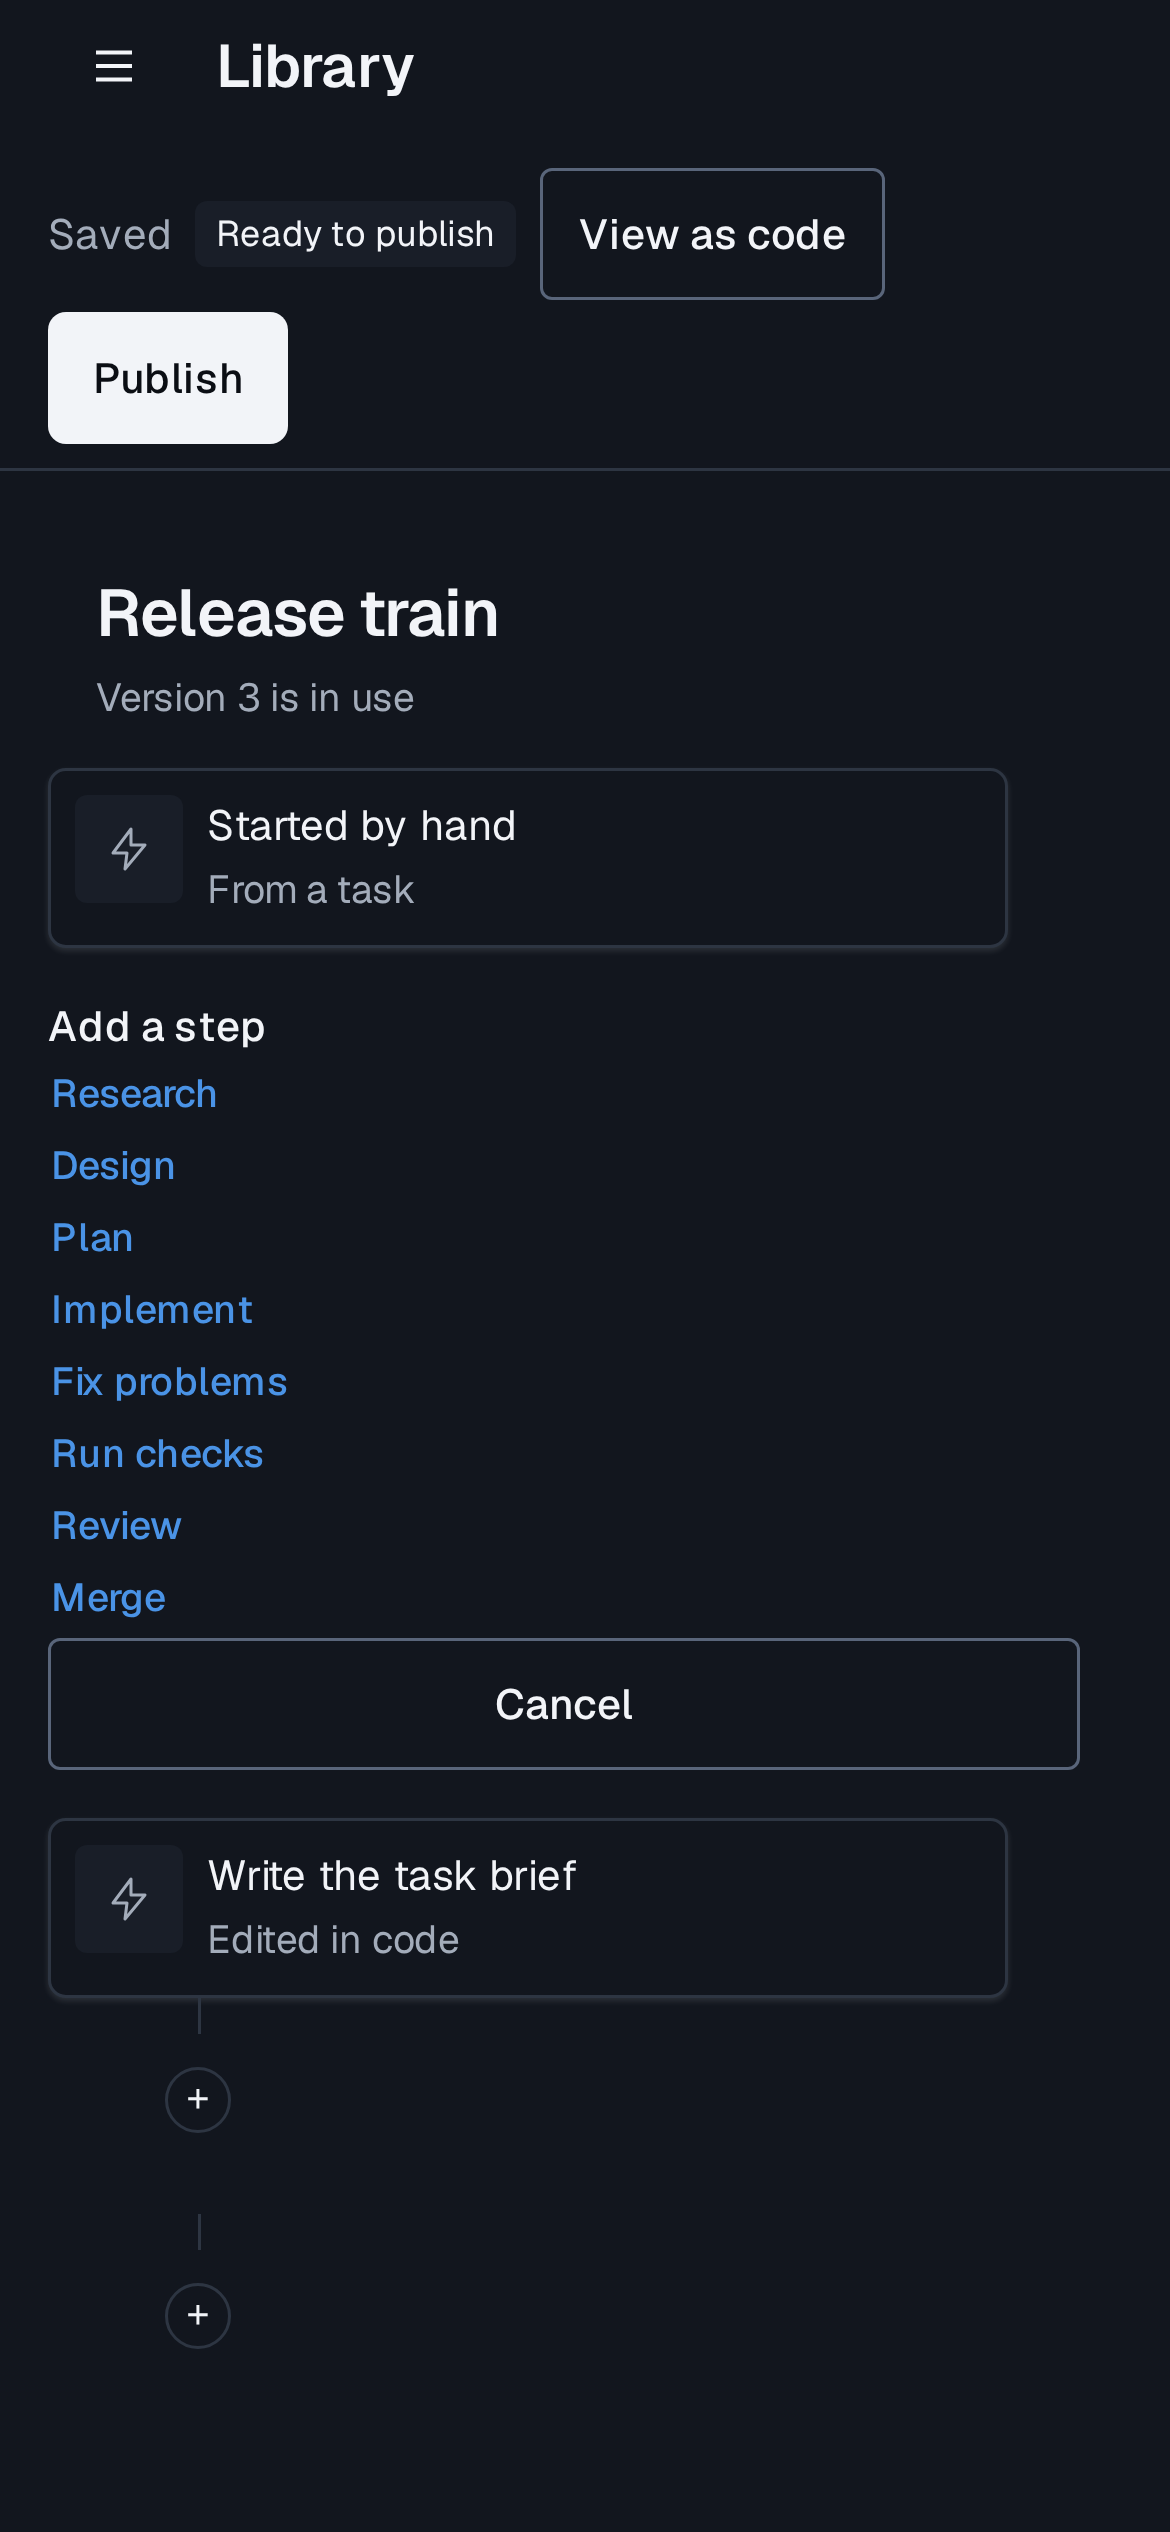 Library
Saved
Ready to publish
View as code
Publish
Release train
Version 3 is in use
Started by hand
From a task
Add a step
Research
Design
Plan
Implement
Fix problems
Run checks
Review
Merge
Cancel
Write the task brief
Edited in code
+
+